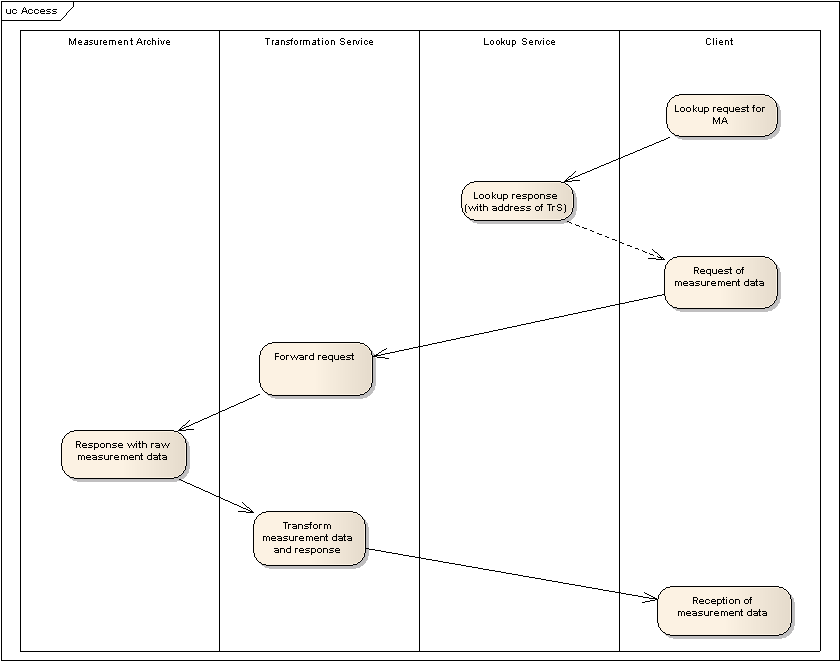 uc Access
Measurement Archive
Transformation Service
Lookup Service
Client
Lookup request for
MA
Lookup response
(with address of TrS)
Request of
measurement data
Forward request
Response with raw
measurement data
Transform
measurement data
and response
Reception of
measurement data